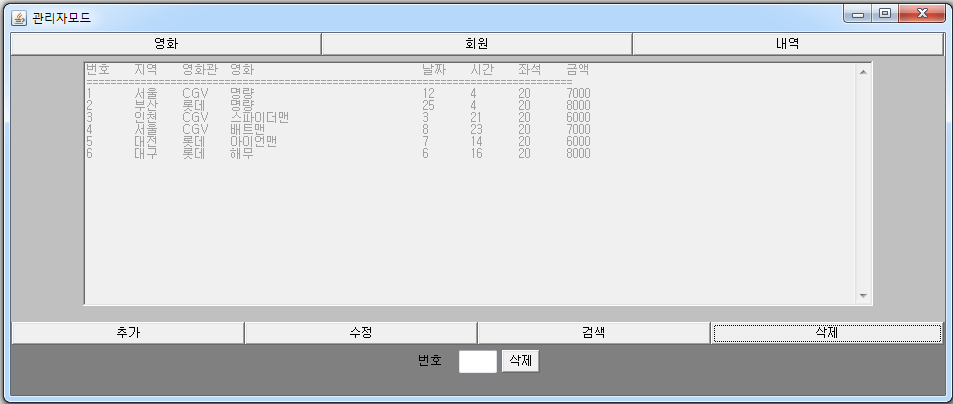 관리자모드
영화 회원 내역
번호 지역 영화관 영화 날짜 시간 좌석 금액
=================================================================================
1 서울 CGV 명량 12 4 20 7000
2 부산 롯데 명량 25 4 20 8000
3 인천 CGV 스파이더맨 3 21 20 6000
4 서울 CGV 배트맨 8 23 20 7000
5 대전 롯데 아이언맨 7 14 20 6000
6 대구 롯데 해무 6 16 20 8000
추가 수정 검색 삭제
번호 삭제